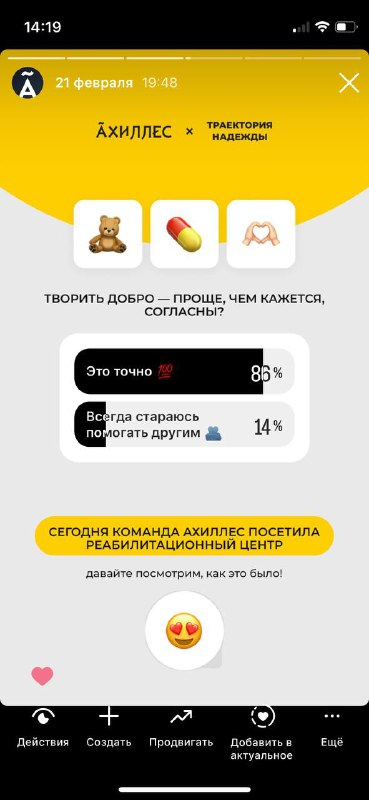 14:19
21 февраля 19:48
ÃХИЛЛЕС × ТРАЕКТОРИЯ
НАДЕЖДЫ
ТВОРИТЬ ДОБРО — ПРОЩЕ, ЧЕМ КАЖЕТСЯ,
СОГЛАСНЫ?
Это точно 💯 86%
Всегда стараюсь
помогать другим 🫂 14%
СЕГОДНЯ КОМАНДА АХИЛЛЕС ПОСЕТИЛА
РЕАБИЛИТАЦИОННЫЙ ЦЕНТР
давайте посмотрим, как это было!
Действия Создать Продвигать Добавить в Ещё
актуальное